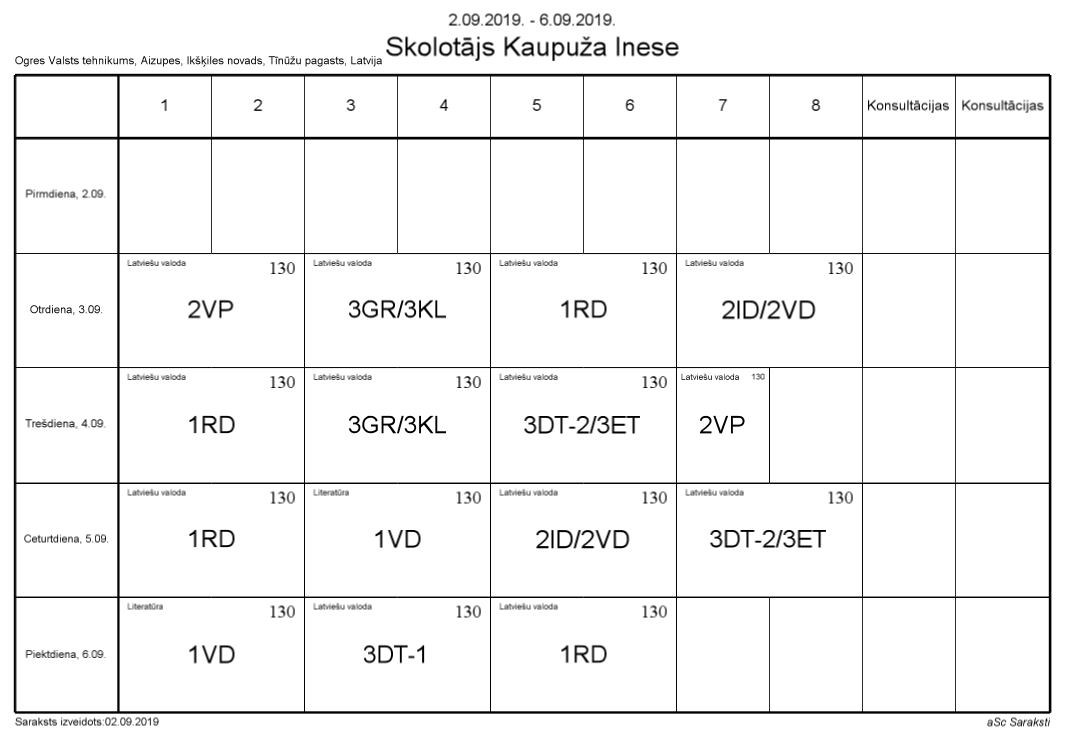 2.09.2019. - 6.09.2019.
Skolotājs Kaupuža Inese
Ogres Valsts tehnikums, Aizupes, Ikšķiles novads, Tīnūžu pagasts, Latvija
1 2 3 4 5 6 7 8 Konsultācijas Konsultācijas
Pirmdiena, 2.09.
Latviešu valoda 130 Latviešu valoda 130 Latviešu valoda 130 Latviešu valoda 130
Otrdiena, 3.09. 2VP 3GR/3KL 1RD 2ID/2VD
Latviešu valoda 130 Latviešu valoda 130 Latviešu valoda 130 Latviešu valoda 130
Trešdiena, 4.09. 1RD 3GR/3KL 3DT-2/3ET 2VP
Latviešu valoda 130 Literatūra 130 Latviešu valoda 130 Latviešu valoda 130
Ceturtdiena, 5.09. 1RD 1VD 2ID/2VD 3DT-2/3ET
Literatūra 130 Latviešu valoda 130 Latviešu valoda 130
Piektdiena, 6.09. 1VD 3DT-1 1RD
Saraksts izveidots:02.09.2019 aSc Saraksti